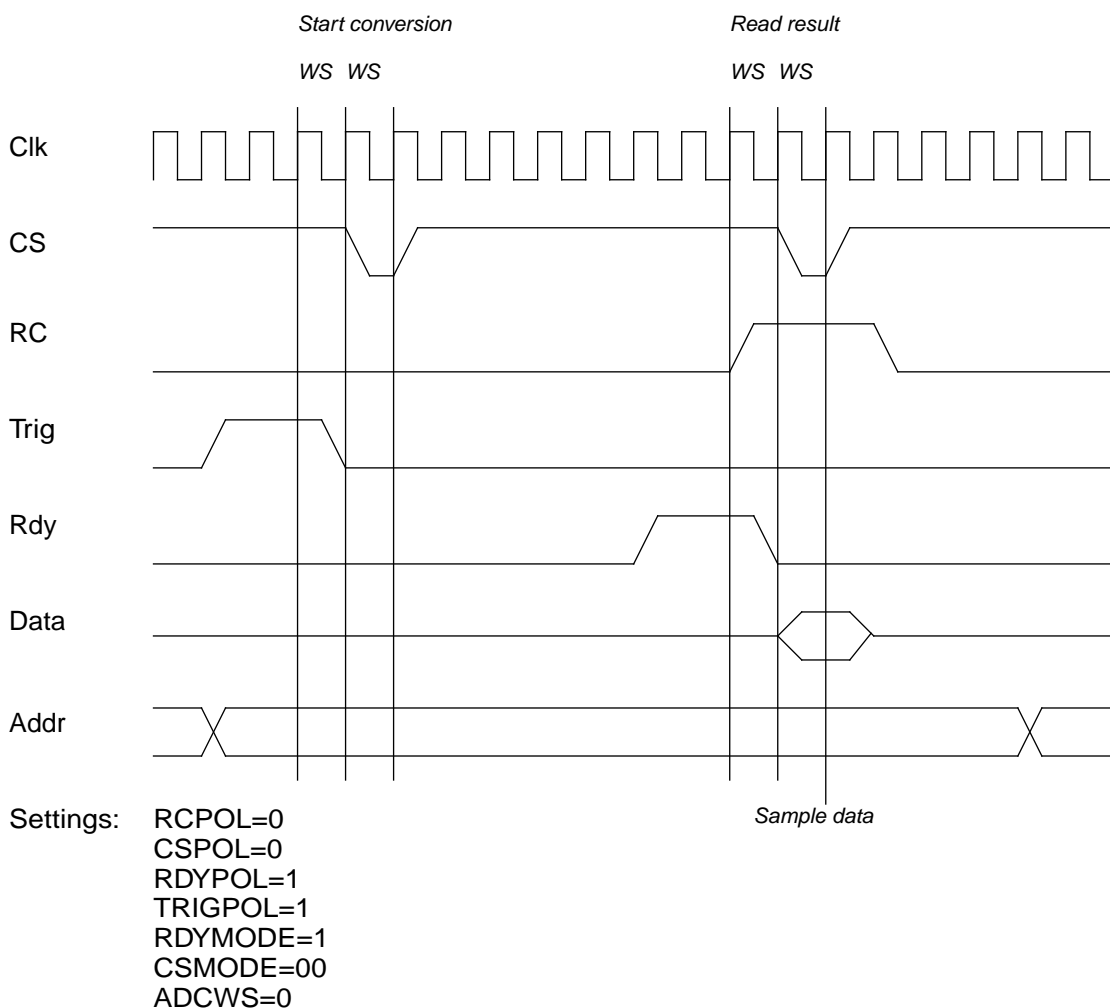 Start conversion Read result
WS WS WS WS
Clk
CS
RC
Trig
Rdy
Data
Addr
Sample data
Settings: RCPOL=0
CSPOL=0
RDYPOL=1
TRIGPOL=1
RDYMODE=1
CSMODE=00
ADCWS=0